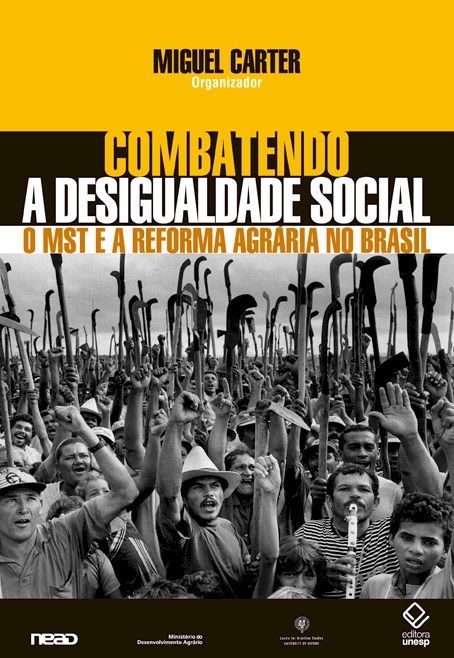 MIGUEL CARTER
Organizador
COMBATENDO
A DESIGUALDADE SOCIAL
O MST E A REFORMA AGRÁRIA NO BRASIL
nead
Ministério do
Desenvolvimento Agrário
Centre for Brazilian Studies
UNIVERSITY OF OXFORD
editora
unesp